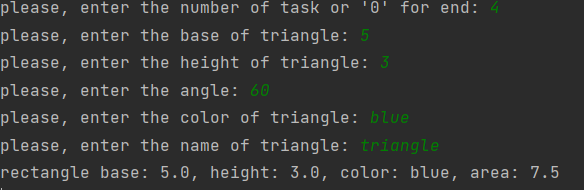 please, enter the number of task or '0' for end: 4
please, enter the base of triangle: 5
please, enter the height of triangle: 3
please, enter the angle: 60
please, enter the color of triangle: blue
please, enter the name of triangle: triangle
rectangle base: 5.0, height: 3.0, color: blue, area: 7.5